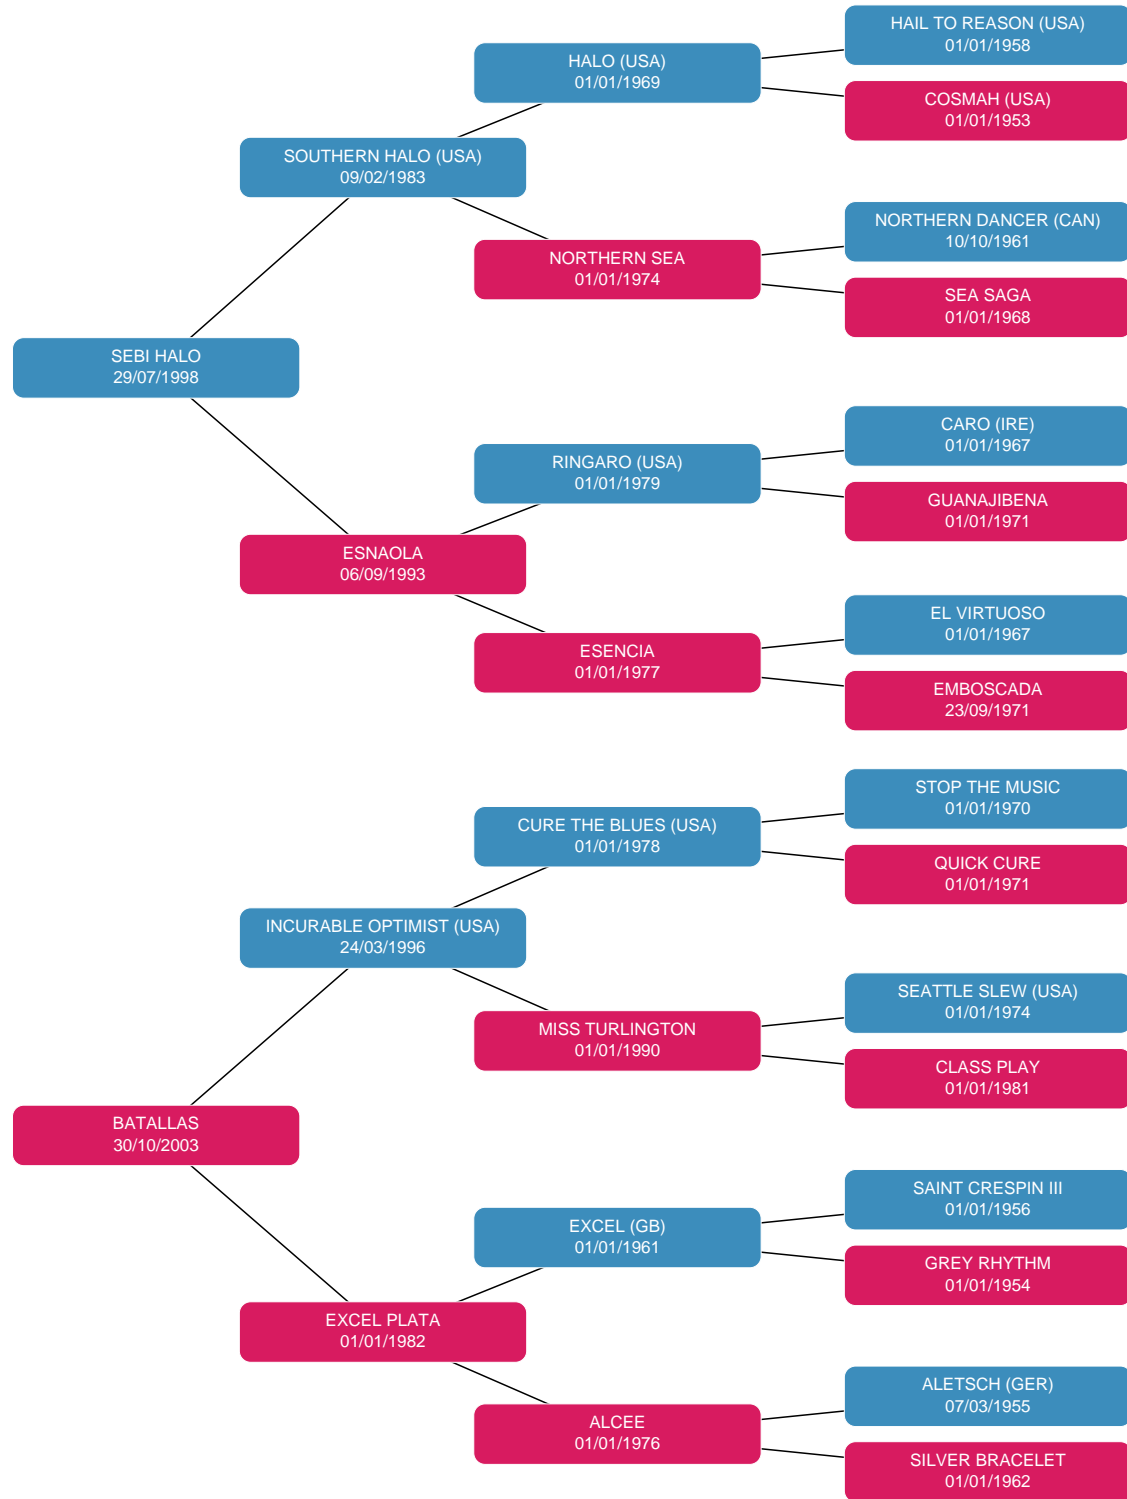 HAIL TO REASON (USA)
01/01/1958
HALO (USA)
01/01/1969
COSMAH (USA)
01/01/1953
SOUTHERN HALO (USA)
09/02/1983
NORTHERN DANCER (CAN)
10/10/1961
NORTHERN SEA
01/01/1974
SEA SAGA
01/01/1968
SEBI HALO
29/07/1998
CARO (IRE)
01/01/1967
RINGARO (USA)
01/01/1979
GUANAJIBENA
01/01/1971
ESNAOLA
06/09/1993
EL VIRTUOSO
01/01/1967
ESENCIA
01/01/1977
EMBOSCADA
23/09/1971
STOP THE MUSIC
01/01/1970
CURE THE BLUES (USA)
01/01/1978
QUICK CURE
01/01/1971
INCURABLE OPTIMIST (USA)
24/03/1996
SEATTLE SLEW (USA)
01/01/1974
MISS TURLINGTON
01/01/1990
CLASS PLAY
01/01/1981
BATALLAS
30/10/2003
SAINT CRESPIN III
01/01/1956
EXCEL (GB)
01/01/1961
GREY RHYTHM
01/01/1954
EXCEL PLATA
01/01/1982
ALETSCH (GER)
07/03/1955
ALCEE
01/01/1976
SILVER BRACELET
01/01/1962